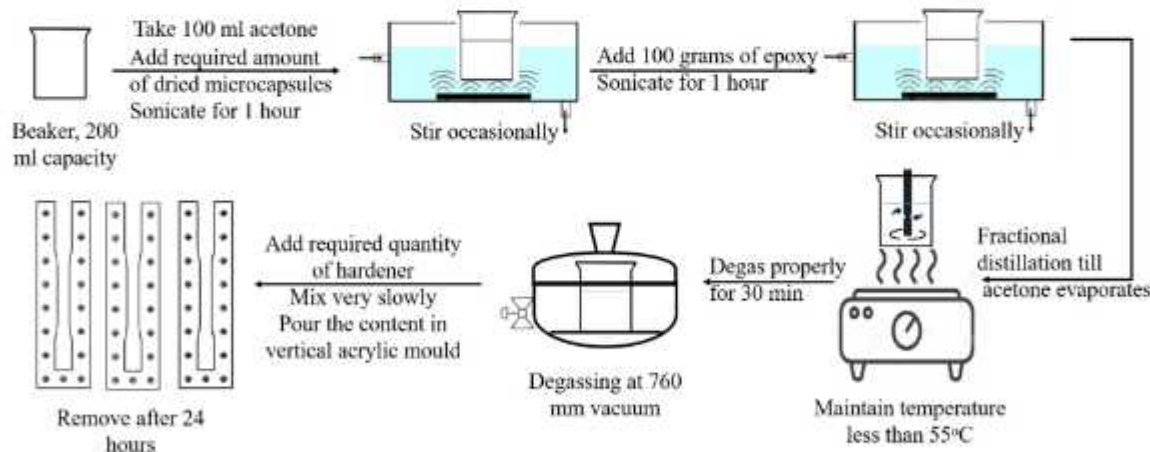 Take 100 ml acetone
Add required amount
of dried microcapsules
Sonicate for 1 hour
Beaker, 200
ml capacity
Stir occasionally
Add 100 grams of epoxy
Sonicate for 1 hour
Stir occasionally
Fractional
distillation till
acetone evaporates
Maintain temperature
less than 55°C
Degas properly
for 30 min
Degassing at 760
mm vacuum
Add required quantity
of hardener
Mix very slowly
Pour the content in
vertical acrylic mould
Remove after 24
hours